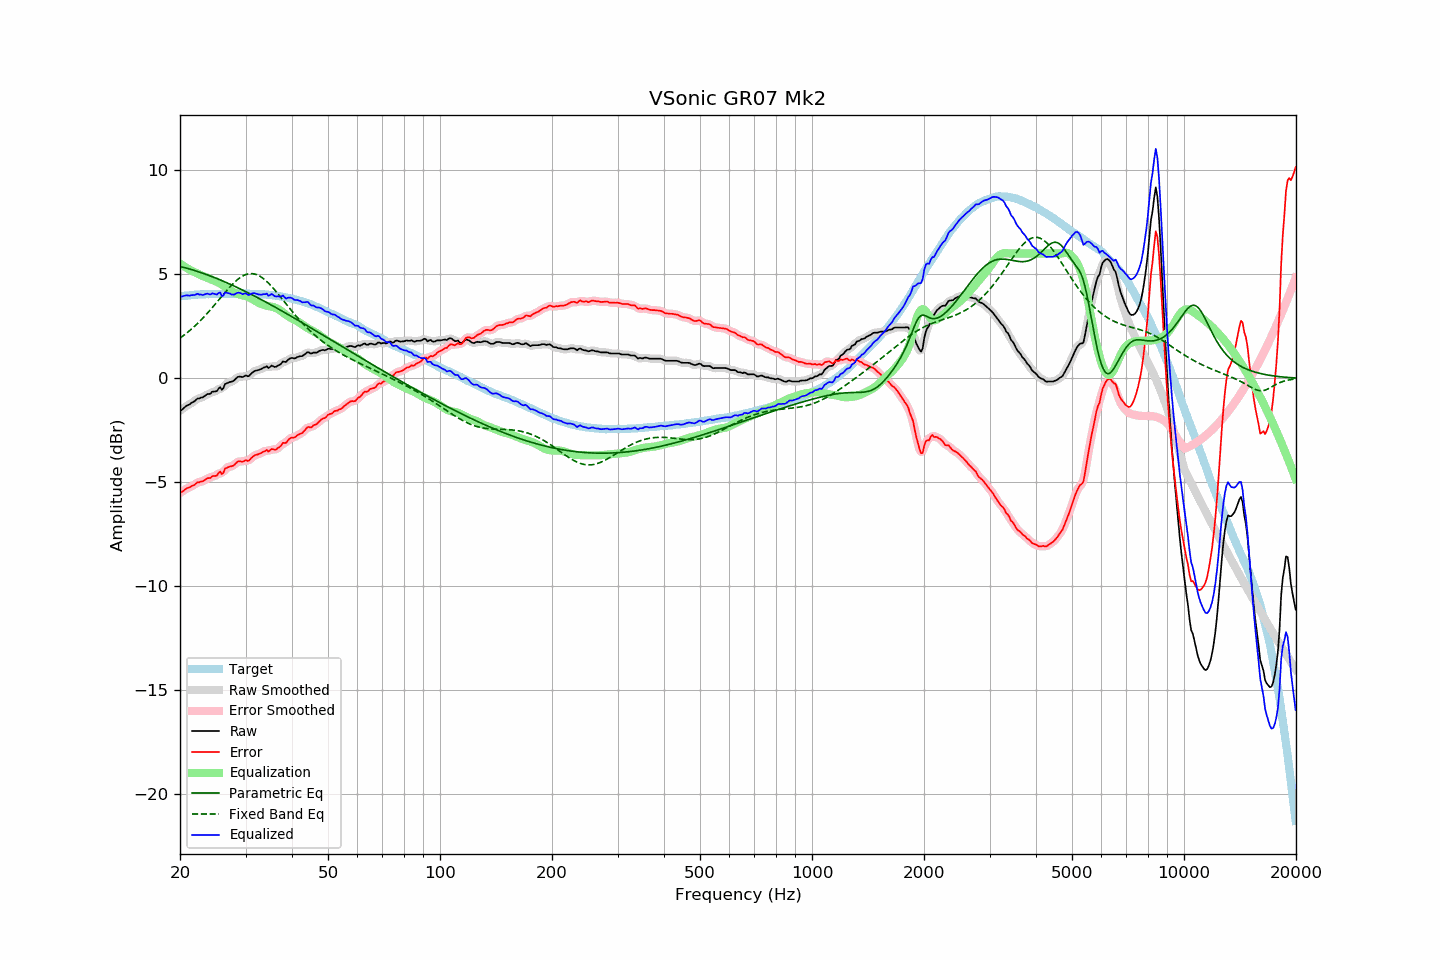 VSonic GR07 Mk2
Amplitude (dBr)
10
5
0
−5
−10
−15
−20
Target
Raw Smoothed
Error Smoothed
Raw
Error
Equalization
Parametric Eq
Fixed Band Eq
Equalized
20
50
100
200
500
1000
2000
5000
10000
20000
Frequency (Hz)